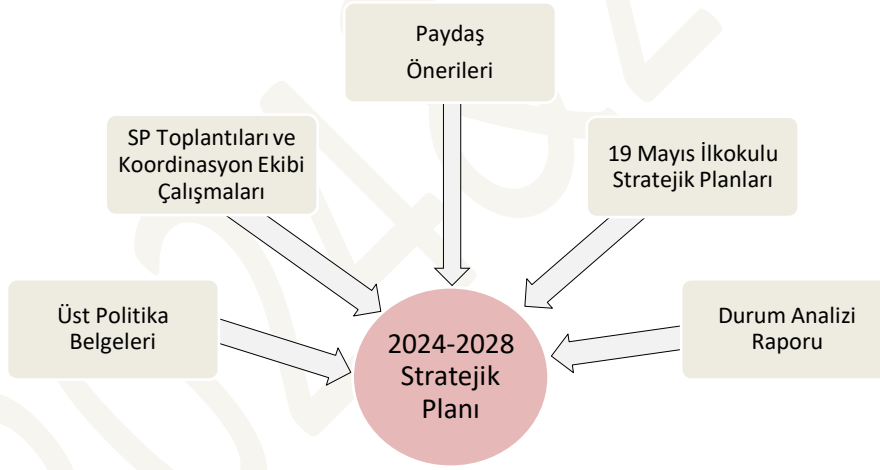 Paydaş
Önerileri
SP Toplantıları ve
Koordinasyon Ekibi
Çalışmaları
19 Mayıs İlkokulu
Stratejik Planları
Üst Politika
Belgeleri
Durum Analizi
Raporu
2024-2028
Stratejik
Planı